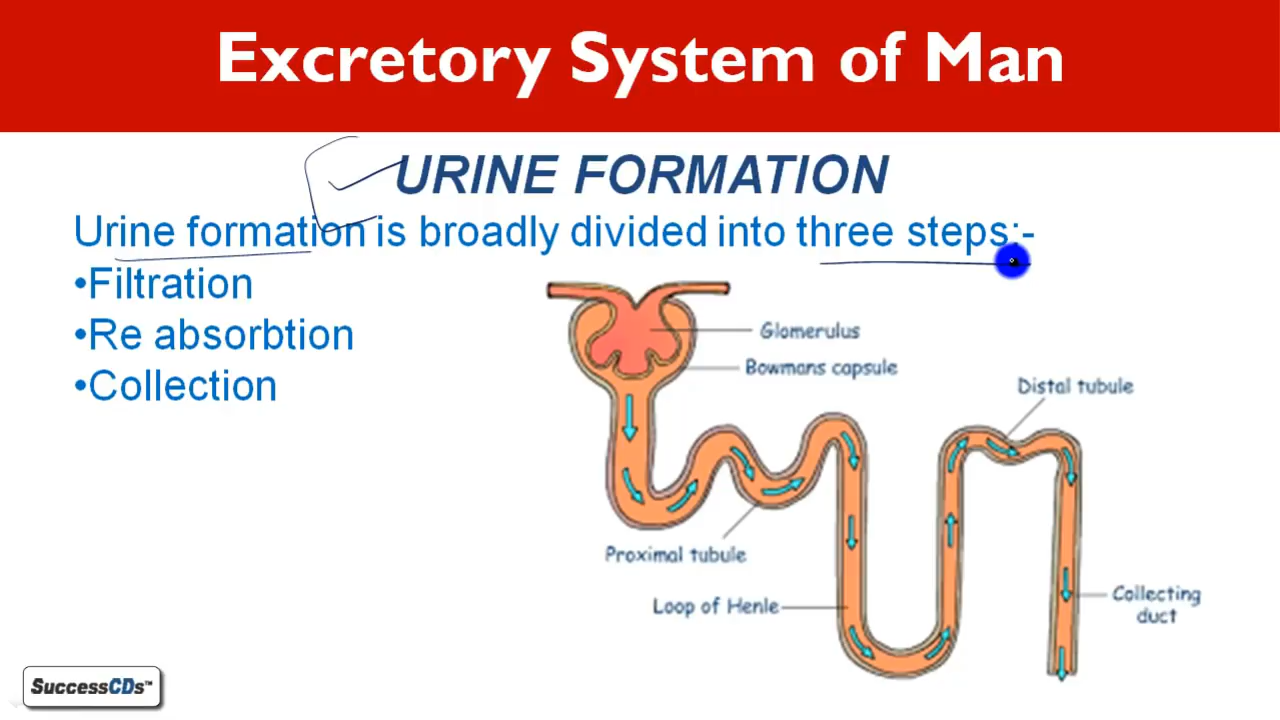 Excretory System of Man
URINE FORMATION
Urine formation is broadly divided into three steps:-
•Filtration
•Re absorbtion
•Collection
Glomerulus
Bowmans capsule
Distal tubule
Proximal tubule
Loop of Henle
Collecting
duct
SuccessCDs™